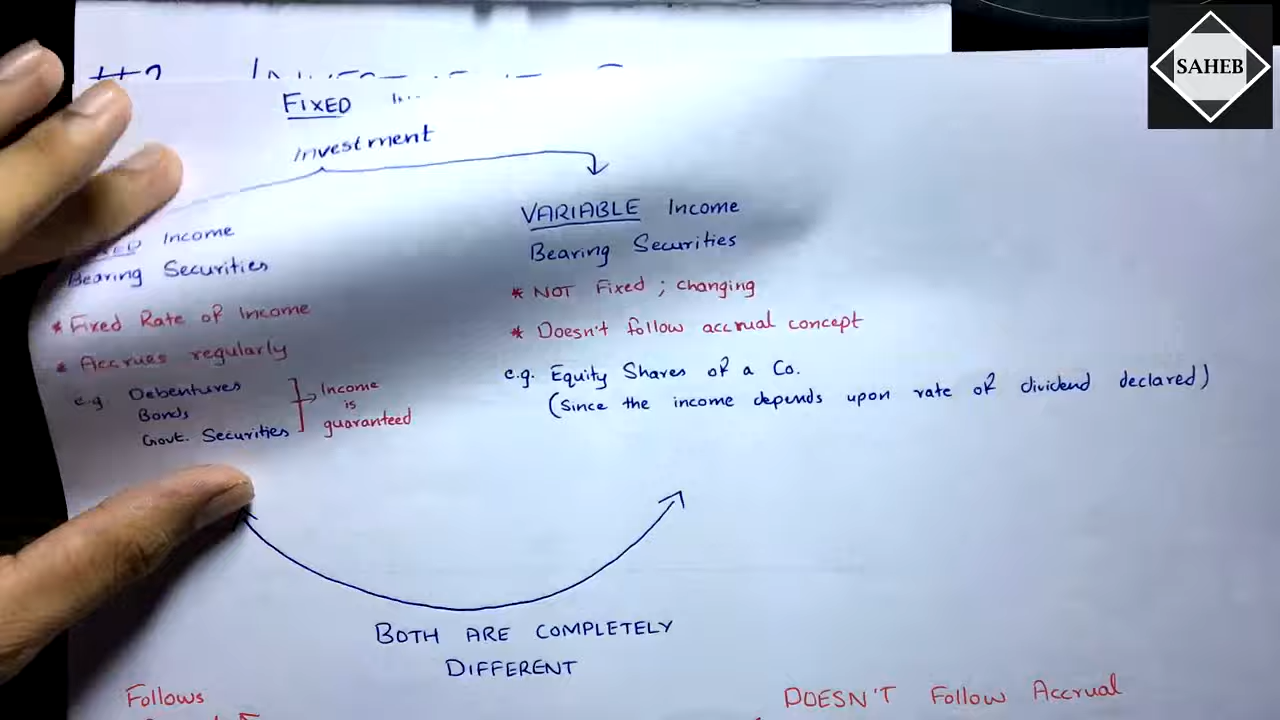 #2
FIXED
Investment
Income
Bearing Securities
* Fixed Rate of Income
* Accrues regularly
e.g. Debentures
Bonds
Govt. Securities
Income
is
guaranteed
VARIABLE Income
Bearing Securities
* NOT Fixed ; changing
* Doesn't follow accrual concept
e.g. Equity Shares of a Co.
(Since the income depends upon rate of dividend declared)
BOTH ARE COMPLETELY
DIFFERENT
Follows
DOESN'T Follow Accrual
SAHEB